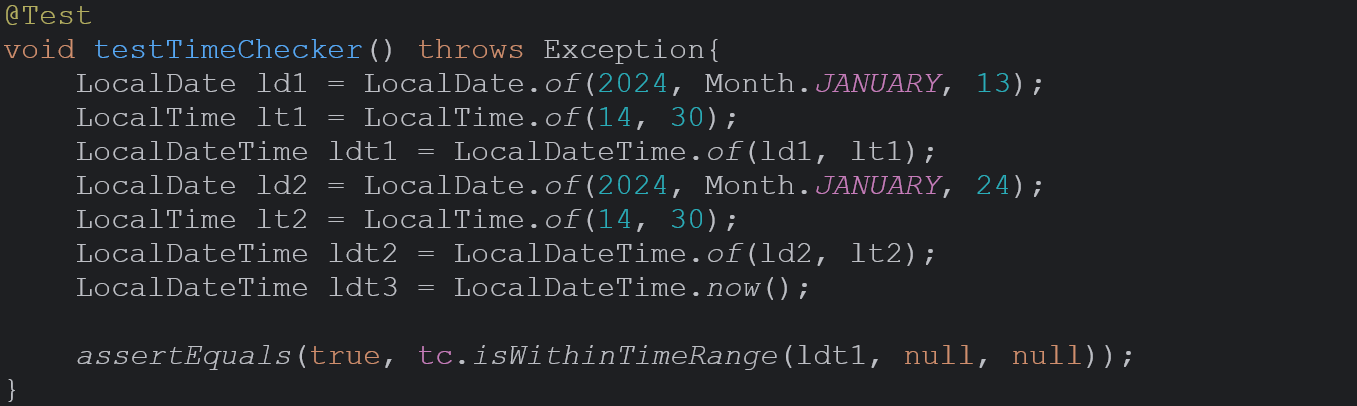 @Test
void testTimeChecker() throws Exception{
    LocalDate ld1 = LocalDate.of(2024, Month.JANUARY, 13);
    LocalTime lt1 = LocalTime.of(14, 30);
    LocalDateTime ldt1 = LocalDateTime.of(ld1, lt1);
    LocalDate ld2 = LocalDate.of(2024, Month.JANUARY, 24);
    LocalTime lt2 = LocalTime.of(14, 30);
    LocalDateTime ldt2 = LocalDateTime.of(ld2, lt2);
    LocalDateTime ldt3 = LocalDateTime.now();

    assertEquals(true, tc.isWithinTimeRange(ldt1, null, null));
}